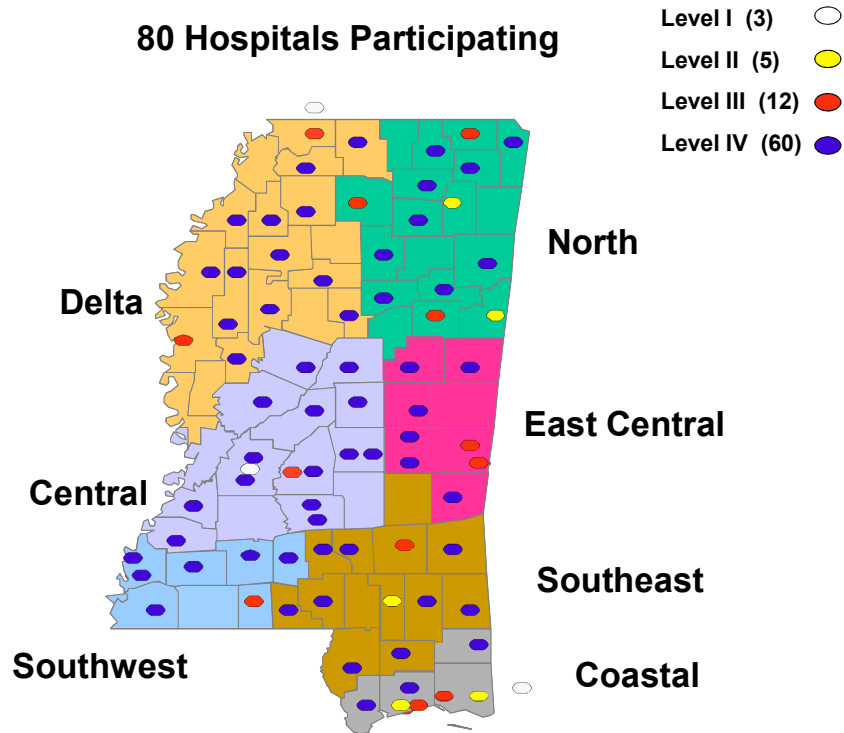 80 Hospitals Participating
Level I (3)
Level II (5)
Level III (12)
Level IV (60)
North
Delta
East Central
Central
Southeast
Southwest
Coastal